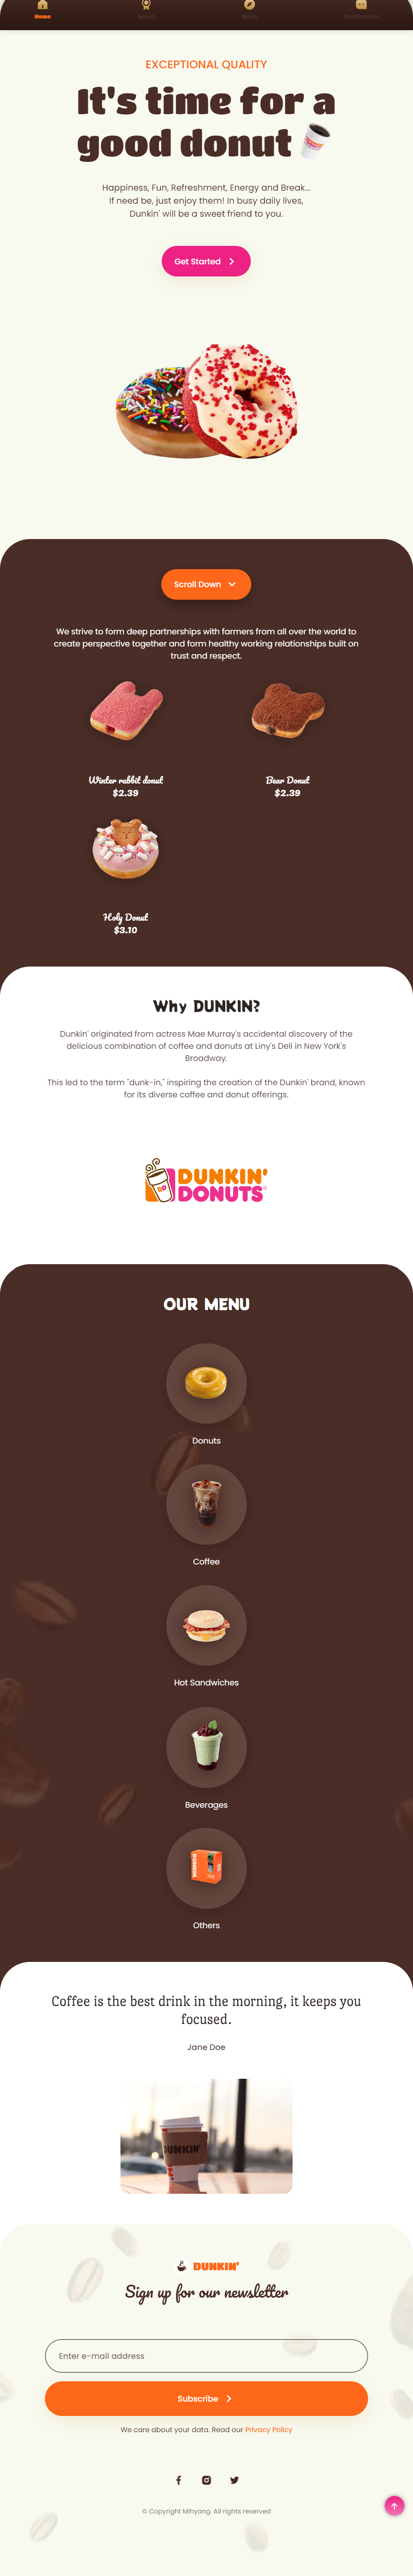 Home
About
Menu
Testimonial
EXCEPTIONAL QUALITY
It's time for a
good donut
Happiness, Fun, Refreshment, Energy and Break...
If need be, just enjoy them! In busy daily lives,
Dunkin' will be a sweet friend to you.
Get Started
Scroll Down
We strive to form deep partnerships with farmers from all over the world to
create perspective together and form healthy working relationships built on
trust and respect.
Winter rabbit donut
$2.39
Bear Donut
$2.39
Holy Donut
$3.10
Why DUNKIN?
Dunkin' originated from actress Mae Murray's accidental discovery of the
delicious combination of coffee and donuts at Liny's Deli in New York's
Broadway.
This led to the term "dunk-in," inspiring the creation of the Dunkin' brand, known
for its diverse coffee and donut offerings.
DUNKIN'
DONUTS
OUR MENU
Donuts
Coffee
Hot Sandwiches
Beverages
DUNKIN'
Others
Coffee is the best drink in the morning, it keeps you
focused.
Jane Doe
DUNKIN'
DUNKIN'
Sign up for our newsletter
Enter e-mail address
Subscribe
We care about your data. Read our Privacy Policy
© Copyright Mihyang. All rights reserved